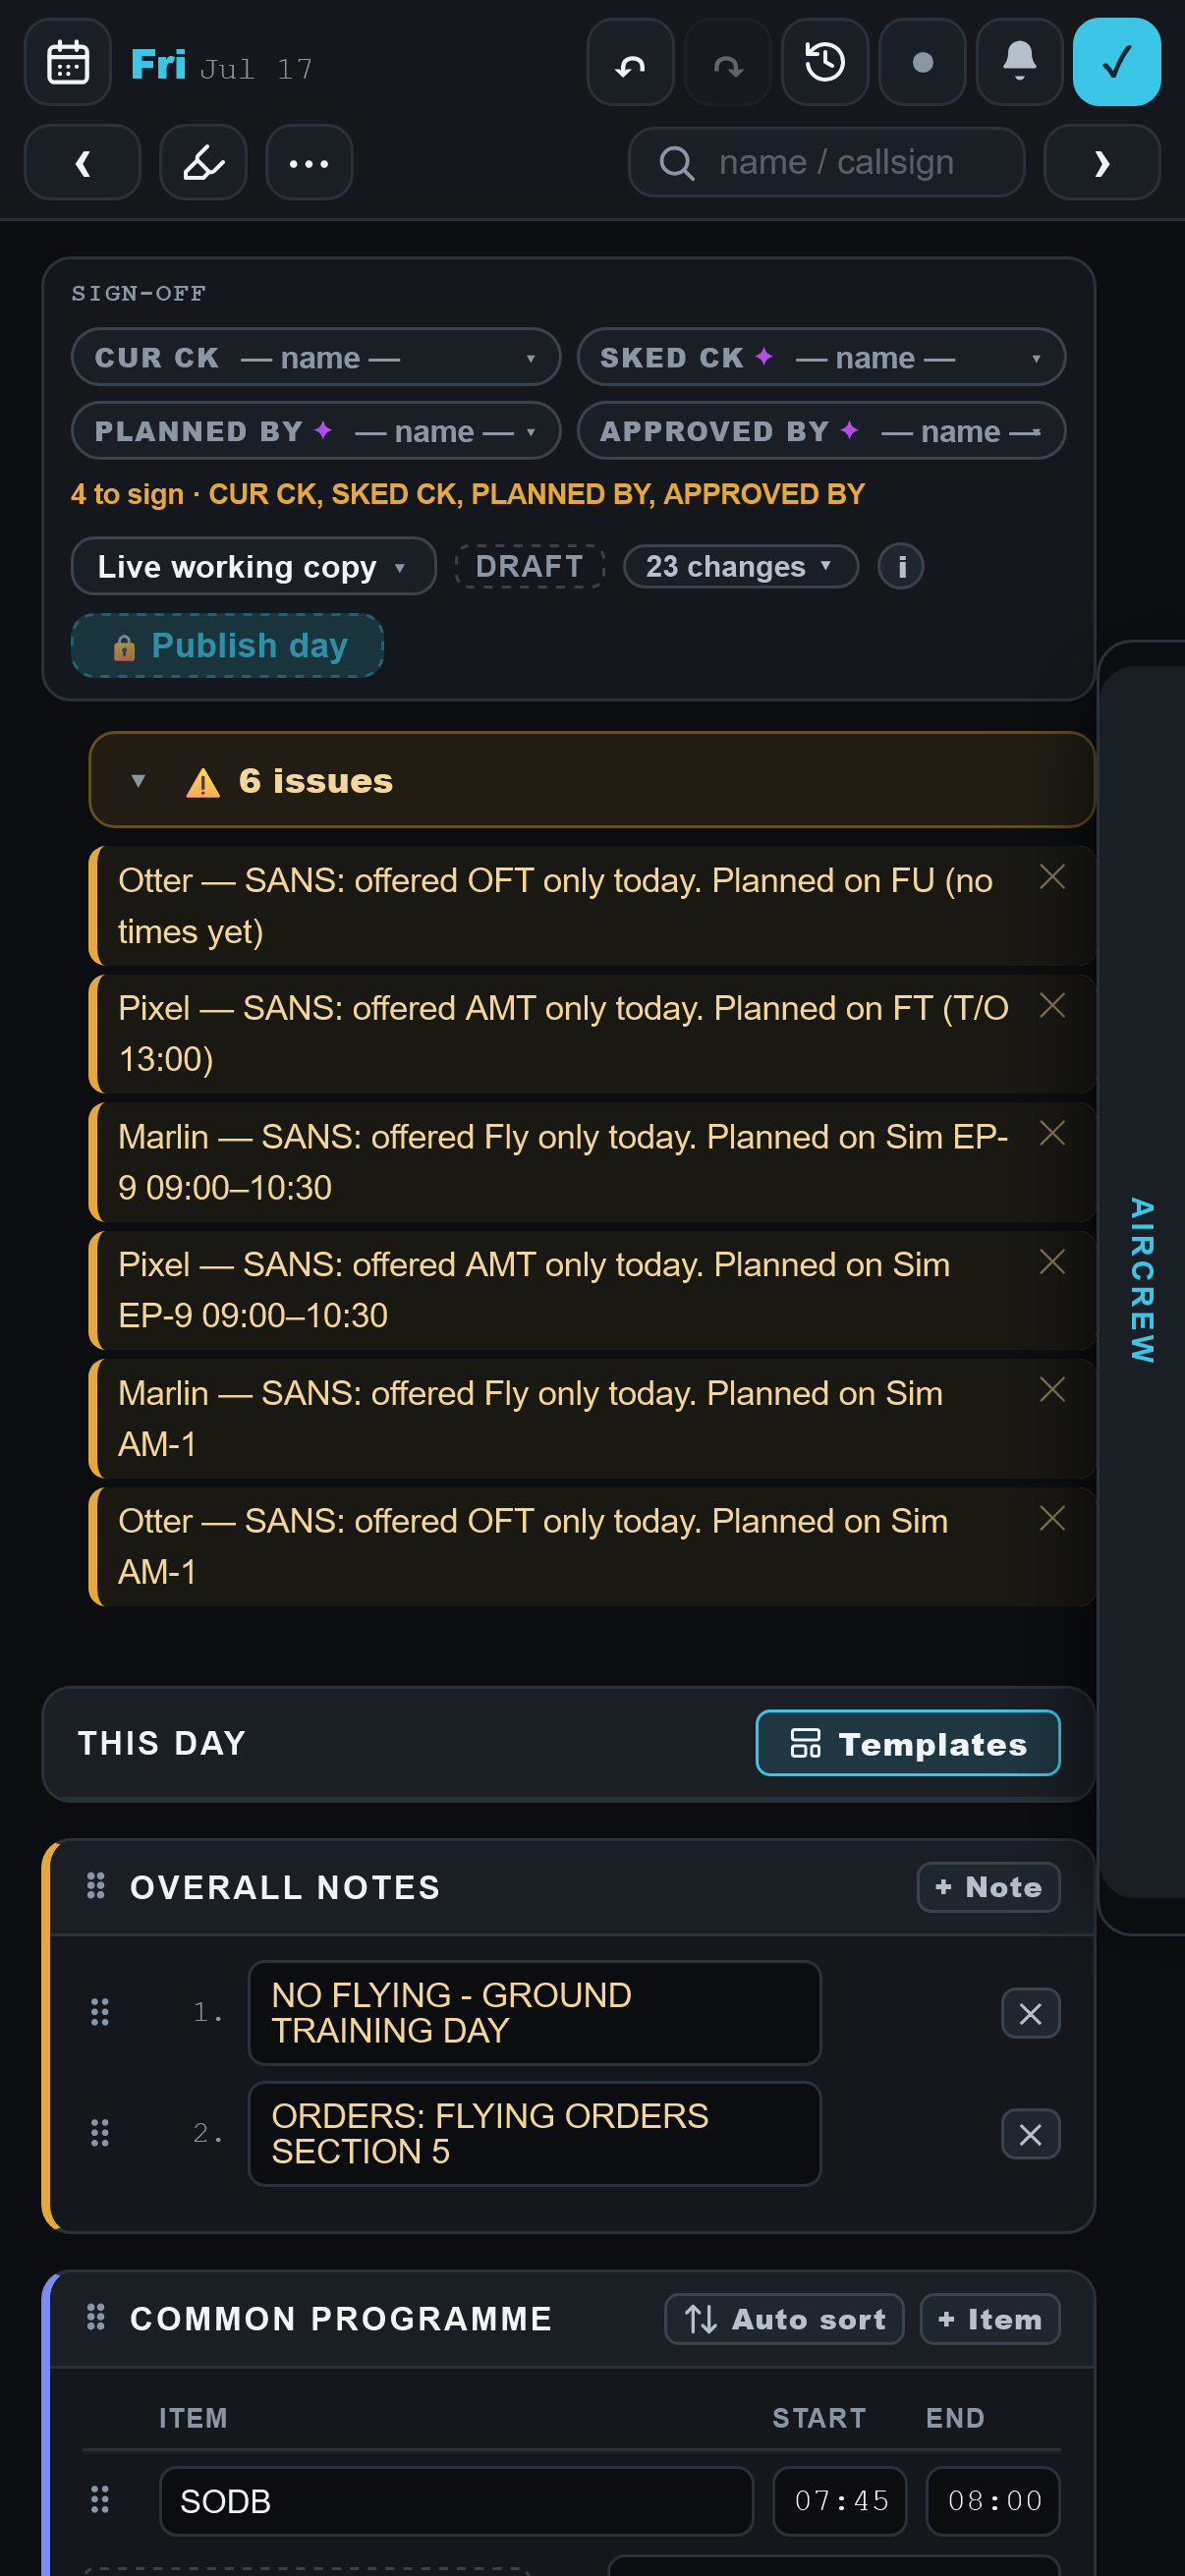 Fri Jul 17
name / callsign
SIGN-OFF
CUR CK — name —
SKED CK — name —
PLANNED BY — name —
APPROVED BY — name —
4 to sign · CUR CK, SKED CK, PLANNED BY, APPROVED BY
Live working copy
DRAFT
23 changes
i
Publish day
6 issues
Otter — SANS: offered OFT only today. Planned on FU (no
times yet)
Pixel — SANS: offered AMT only today. Planned on FT (T/O
13:00)
Marlin — SANS: offered Fly only today. Planned on Sim EP-
9 09:00–10:30
Pixel — SANS: offered AMT only today. Planned on Sim
EP-9 09:00–10:30
Marlin — SANS: offered Fly only today. Planned on Sim
AM-1
Otter — SANS: offered OFT only today. Planned on Sim
AM-1
AIRCREW
THIS DAY
Templates
OVERALL NOTES
+ Note
1. NO FLYING - GROUND
TRAINING DAY
2. ORDERS: FLYING ORDERS
SECTION 5
COMMON PROGRAMME
Auto sort
+ Item
ITEM START END
SODB 07:45 08:00